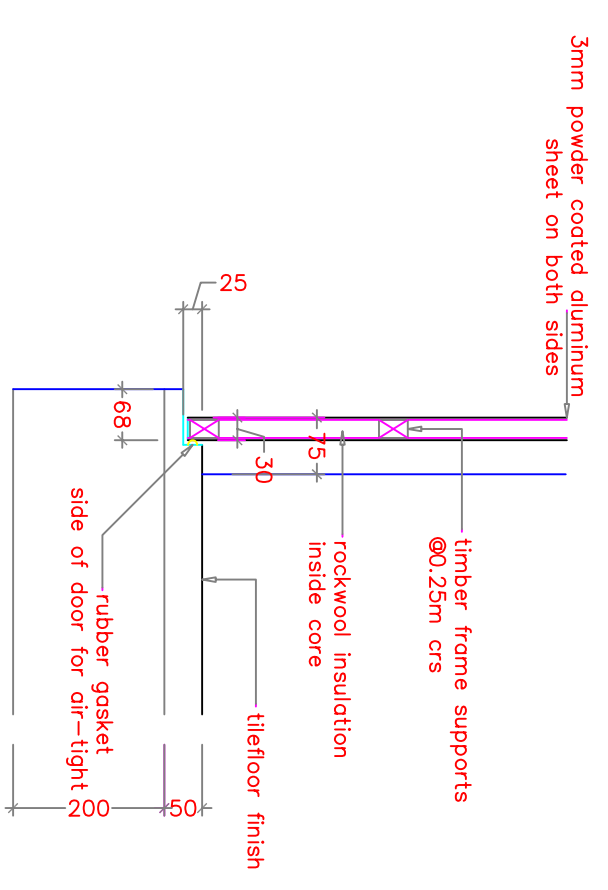 3mm powder coated aluminum
sheet on both sides
25
68
75
30
timber frame supports
@0.25m crs
rockwool insulation
inside core
rubber gasket
side of door for air-tight
tilefloor finish
200
50